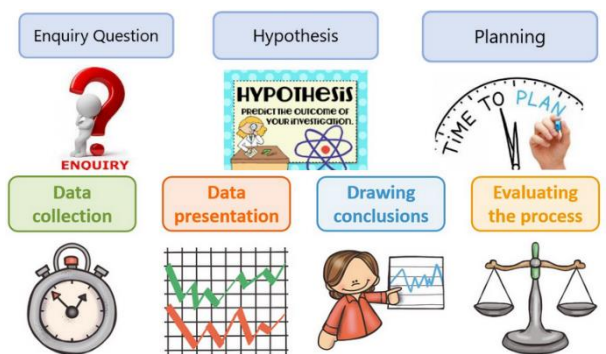 Enquiry Question
Hypothesis
Planning
ENQUIRY
HYPOTHESIS
PREDICT THE OUTCOME OF
YOUR INVESTIGATION.
TIME TO PLAN
Data
collection
Data
presentation
Drawing
conclusions
Evaluating
the process